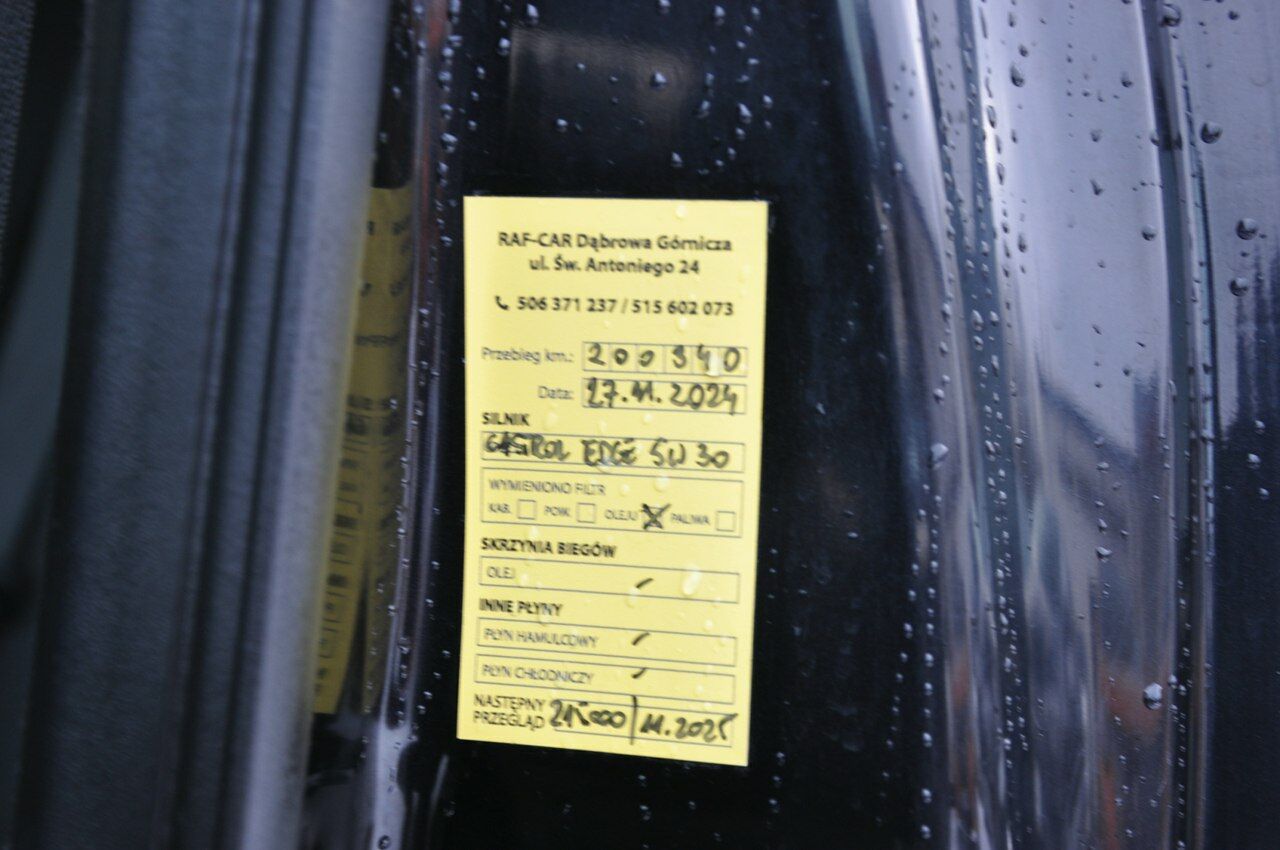 RAF-CAR Dąbrowa Górnicza
ul. Św. Antoniego 24
506 371 237 / 515 602 073
Przebieg km.: 200 340
Data: 27.11.2024
SILNIK
CASTROL EDGE 5W30
WYMIENIONO FILTR
KAB. POW. OLEJU PALIWA
SKRZYNIA BIEGÓW
OLEJ -
INNE PŁYNY
PŁYN HAMULCOWY -
PŁYN CHŁODNICZY -
NASTĘPNY
PRZEGLĄD 215000 / 11.2025